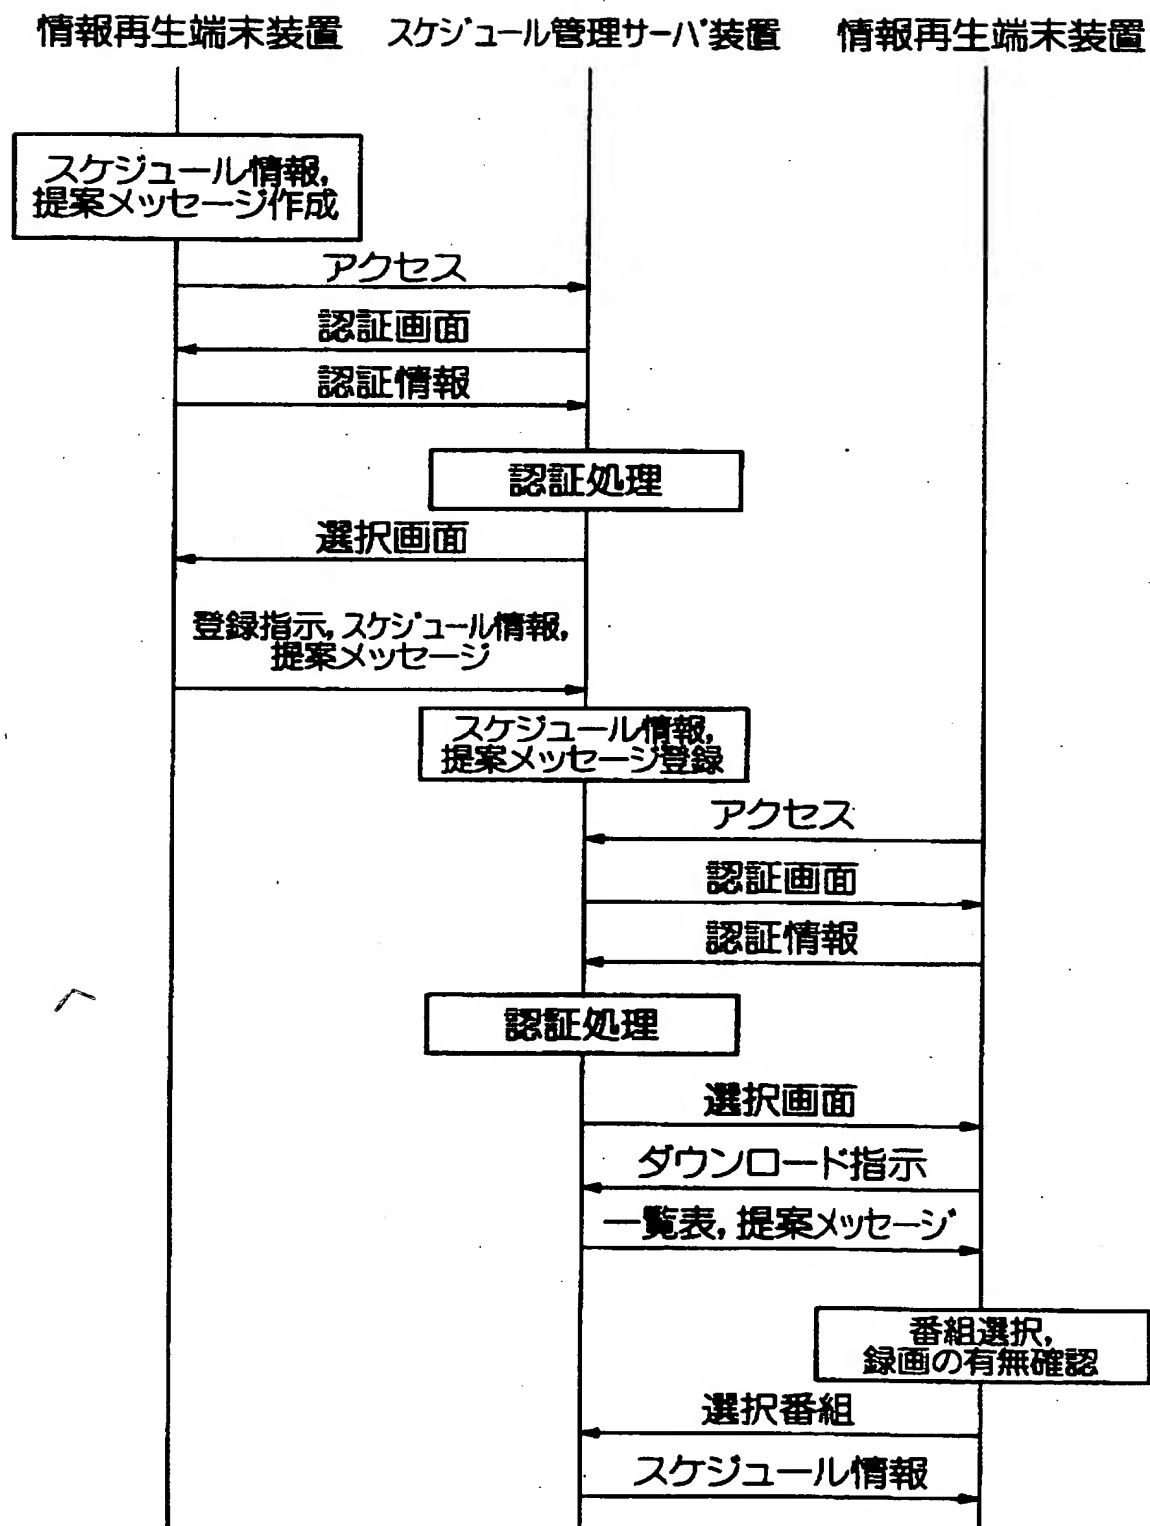 情報再生端末装置
スケジュール管理サーバ装置
情報再生端末装置
スケジュール情報,
提案メッセージ作成
アクセス
認証画面
認証情報
認証処理
選択画面
登録指示,スケジュール情報,
提案メッセージ
スケジュール情報,
提案メッセージ登録
アクセス
認証画面
認証情報
認証処理
選択画面
ダウンロード指示
一覧表,提案メッセージ
番組選択,
録画の有無確認
選択番組
スケジュール情報